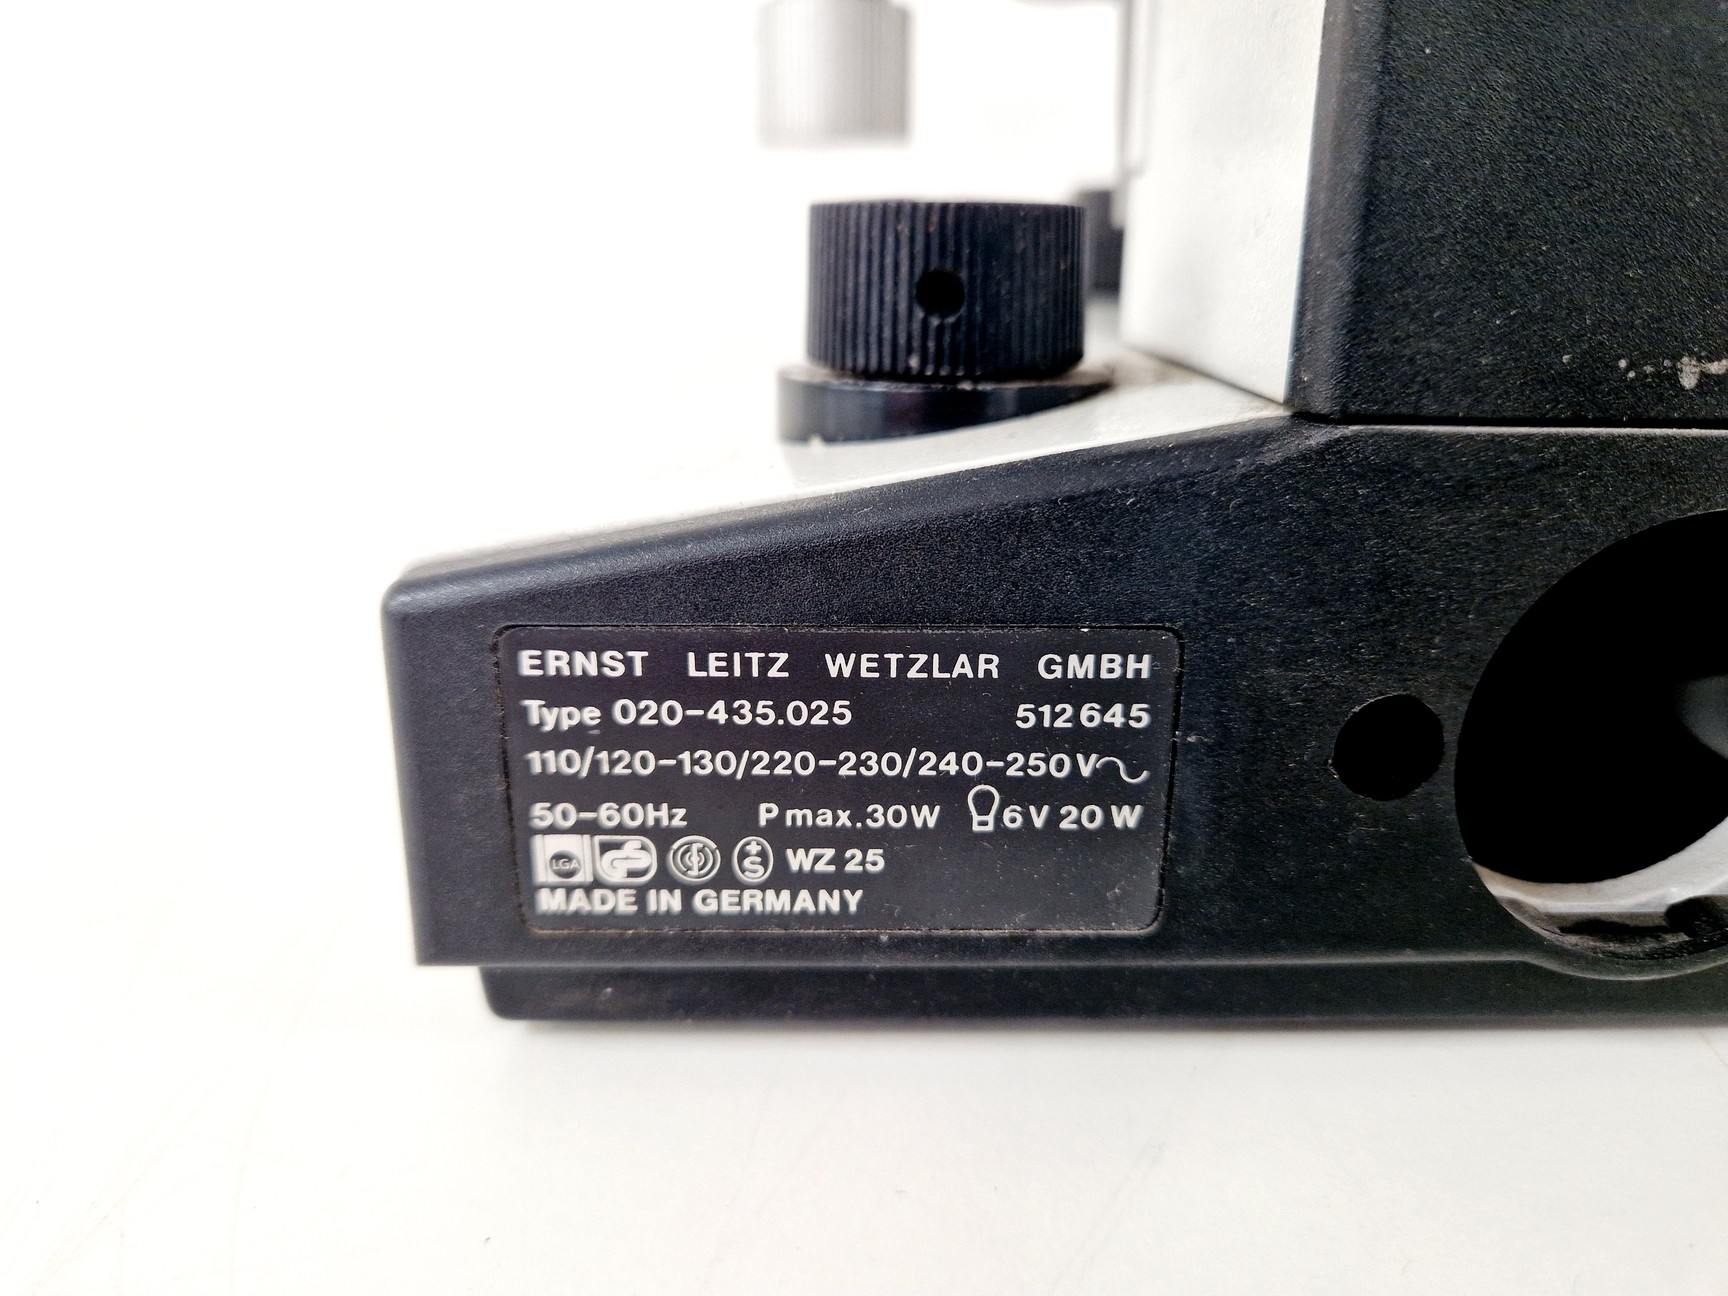 ERNST LEITZ WETZLAR GMBH
Type 020-435.025 512645
110/120-130/220-230/240-250V~
50-60Hz P max.30W 6V 20W
LGA GS S WZ 25
MADE IN GERMANY